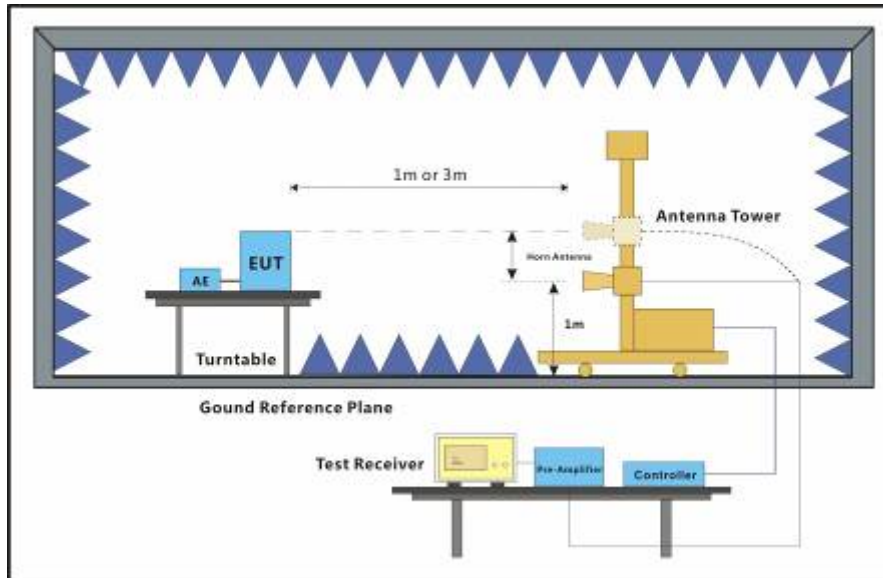 1m or 3m
Antenna Tower
Horn Antenna
EUT
AE
1m
Turntable
Gound Reference Plane
Test Receiver
Pre-Amplifier
Controller